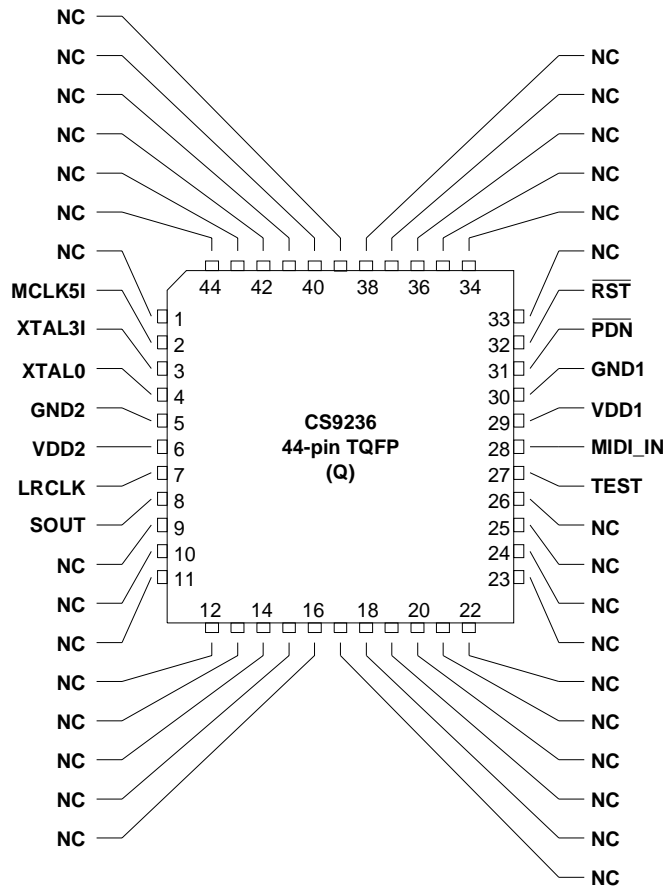 NC
NC
NC
NC
NC
NC
NC
MCLK5I
XTAL3I
XTAL0
GND2
VDD2
LRCLK
SOUT
NC
NC
NC
NC
NC
NC
NC
NC
44 42 40 38 36 34
1
2
3
4
5
6
7
8
9
10
11
CS9236
44-pin TQFP
(Q)
33
32
31
30
29
28
27
26
25
24
23
12 14 16 18 20 22
NC
NC
NC
NC
NC
NC
RST
PDN
GND1
VDD1
MIDI_IN
TEST
NC
NC
NC
NC
NC
NC
NC
NC
NC
NC